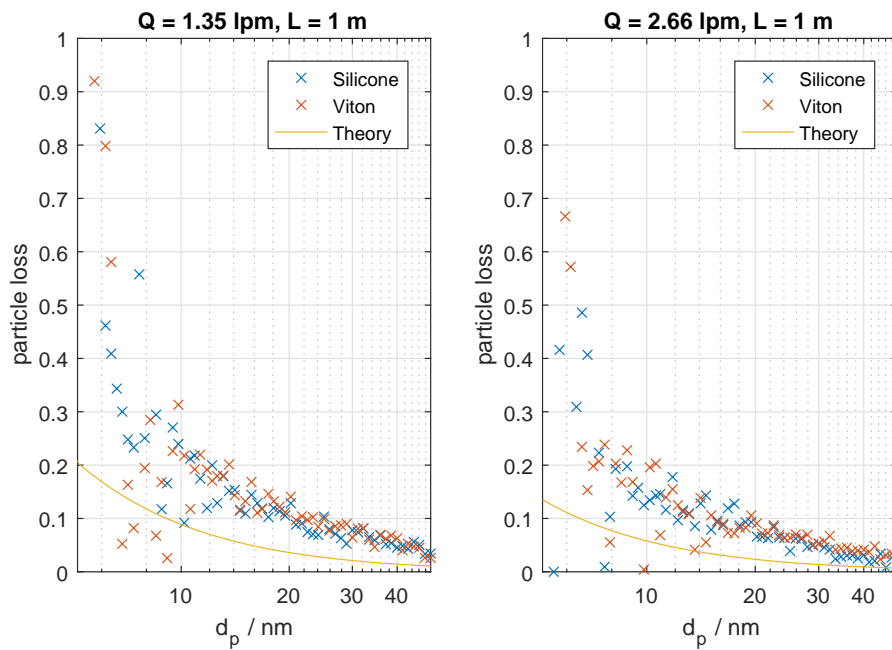 Q = 1.35 lpm, L = 1 m
1
0.9
0.8
0.7
0.6
0.5
0.4
0.3
0.2
0.1
0
particle loss
10
20
30
40
d_p / nm
Silicone
Viton
Theory
Q = 2.66 lpm, L = 1 m
1
0.9
0.8
0.7
0.6
0.5
0.4
0.3
0.2
0.1
0
particle loss
10
20
30
40
d_p / nm
Silicone
Viton
Theory